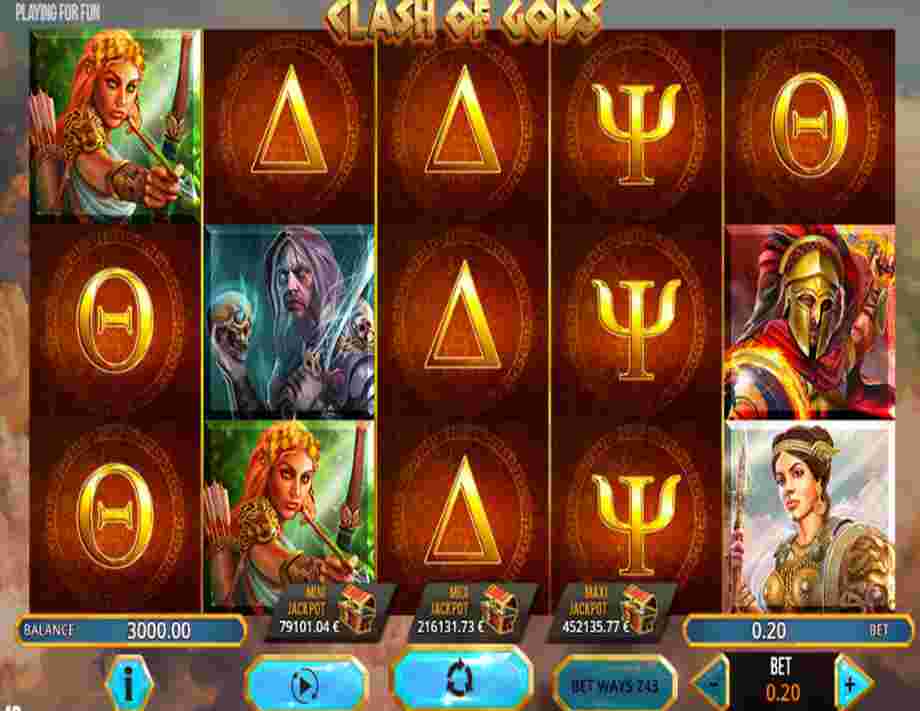 PLAYING FOR FUN
CLASH OF GODS
Δ Δ Ψ Θ
Θ Δ Ψ
Θ Δ Ψ
MINI JACKPOT 79101.04 €
JACKPOT 216131.73 €
MAXI JACKPOT 452135.77 €
BALANCE 3000.00
0.20 BET
i
BET WAYS 243
BET
- 0.20 +